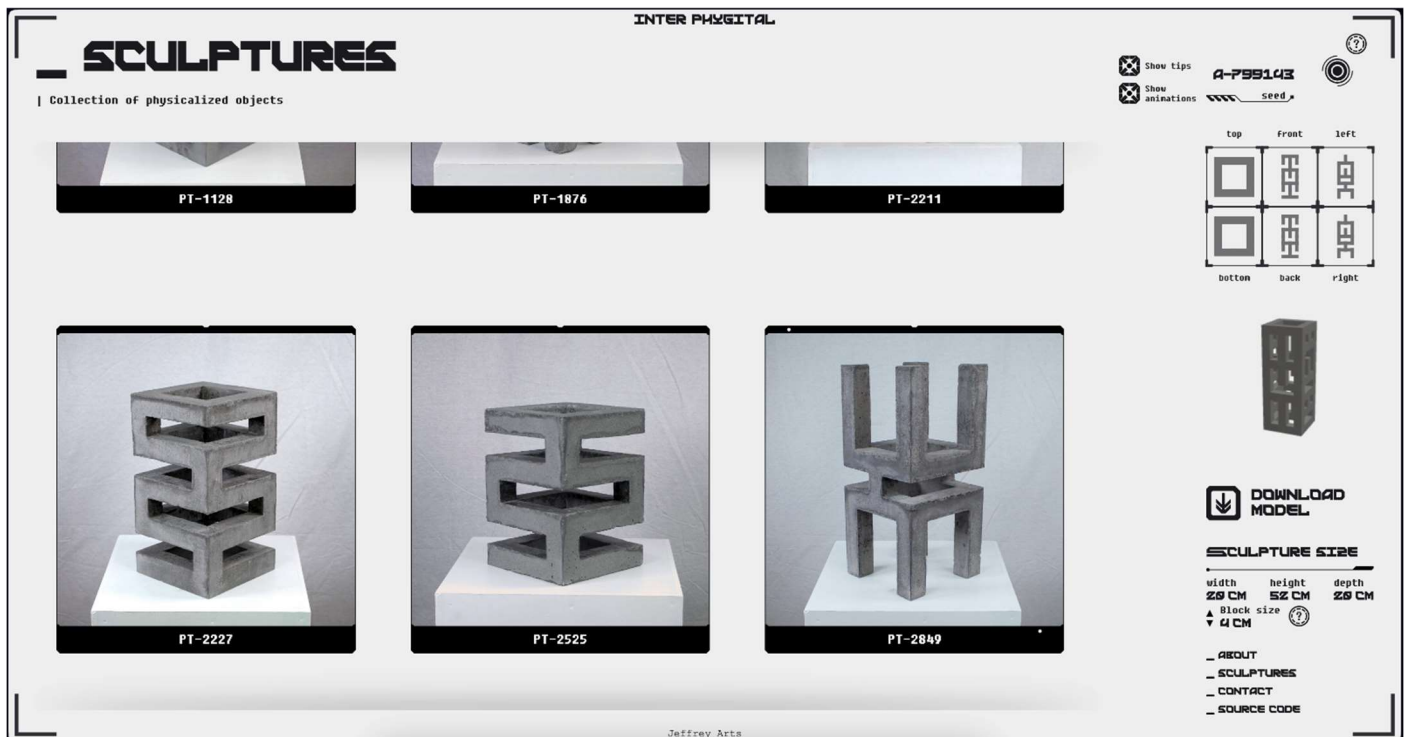 INTER PHYGITAL
_ SCULPTURES
| Collection of physicalized objects
Show tips
Show
animations
A-799143
seed
?
top front left
bottom back right
PT-1128
PT-1876
PT-2211
PT-2227
PT-2525
PT-2849
DOWNLOAD
MODEL
SCULPTURE SIZE
width height depth
20 CM 52 CM 20 CM
Block size
4 CM
?
_ ABOUT
_ SCULPTURES
_ CONTACT
_ SOURCE CODE
Jeffrey Arts